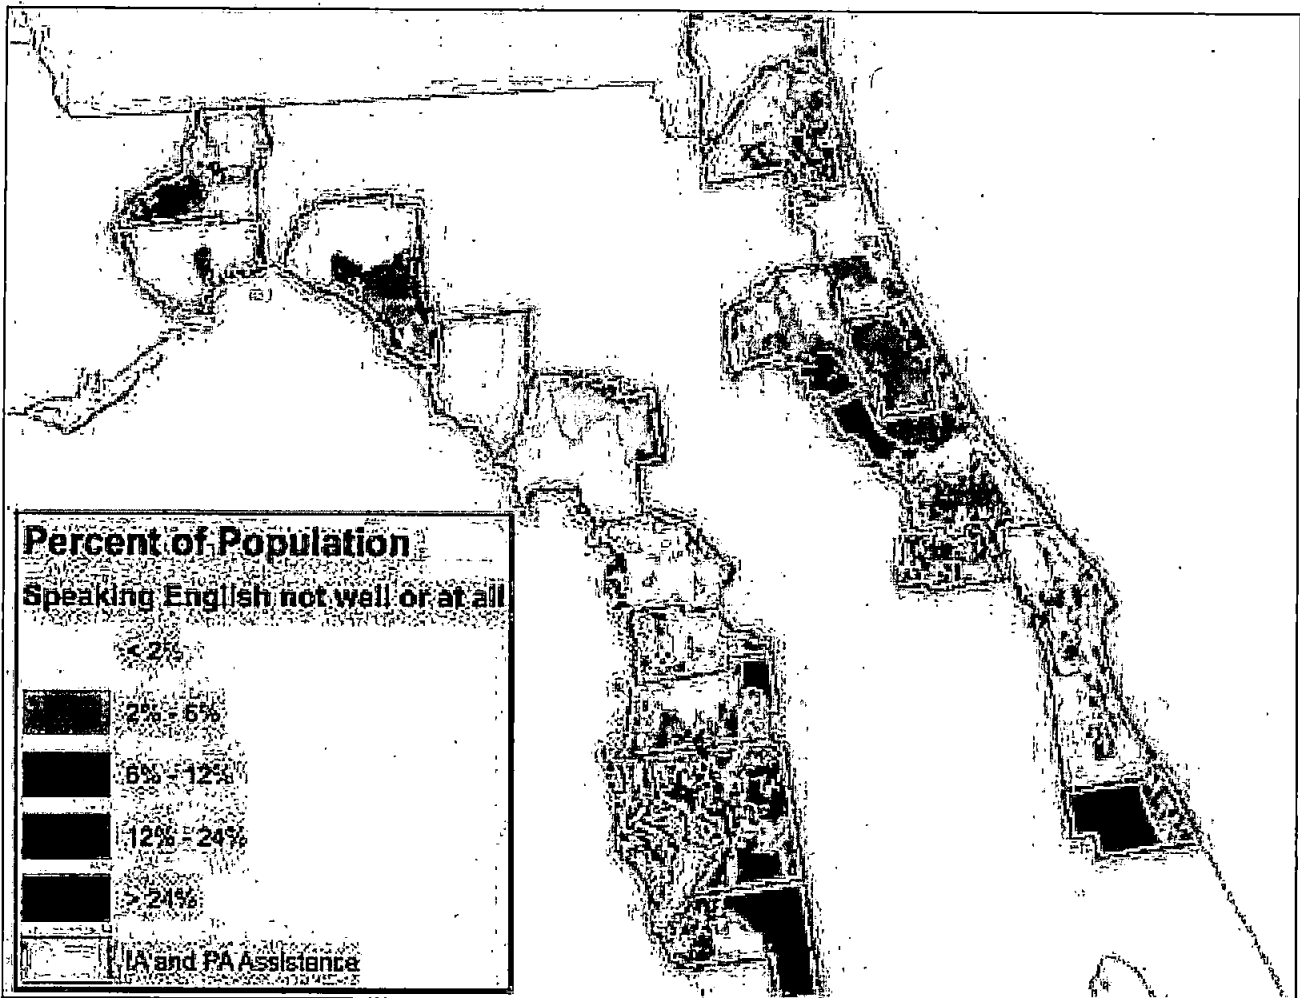 Percent of Population
Speaking English not well or at all
< 2%
2% - 6%
6% - 12%
12% - 24%
> 24%
IA and PA Assistence